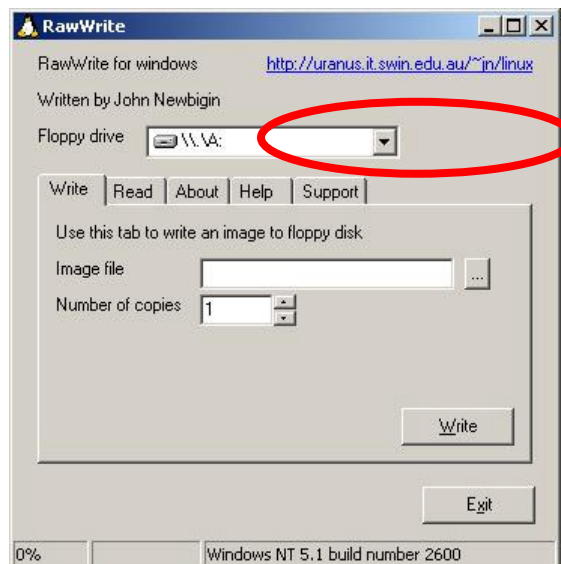 RawWrite
RawWrite for windows http://uranus.it.swin.edu.au/~jn/linux
Written by John Newbigin
Floppy drive \\.\A:
Write Read About Help Support
Use this tab to write an image to floppy disk
Image file ...
Number of copies 1
Write
Exit
0% Windows NT 5.1 build number 2600